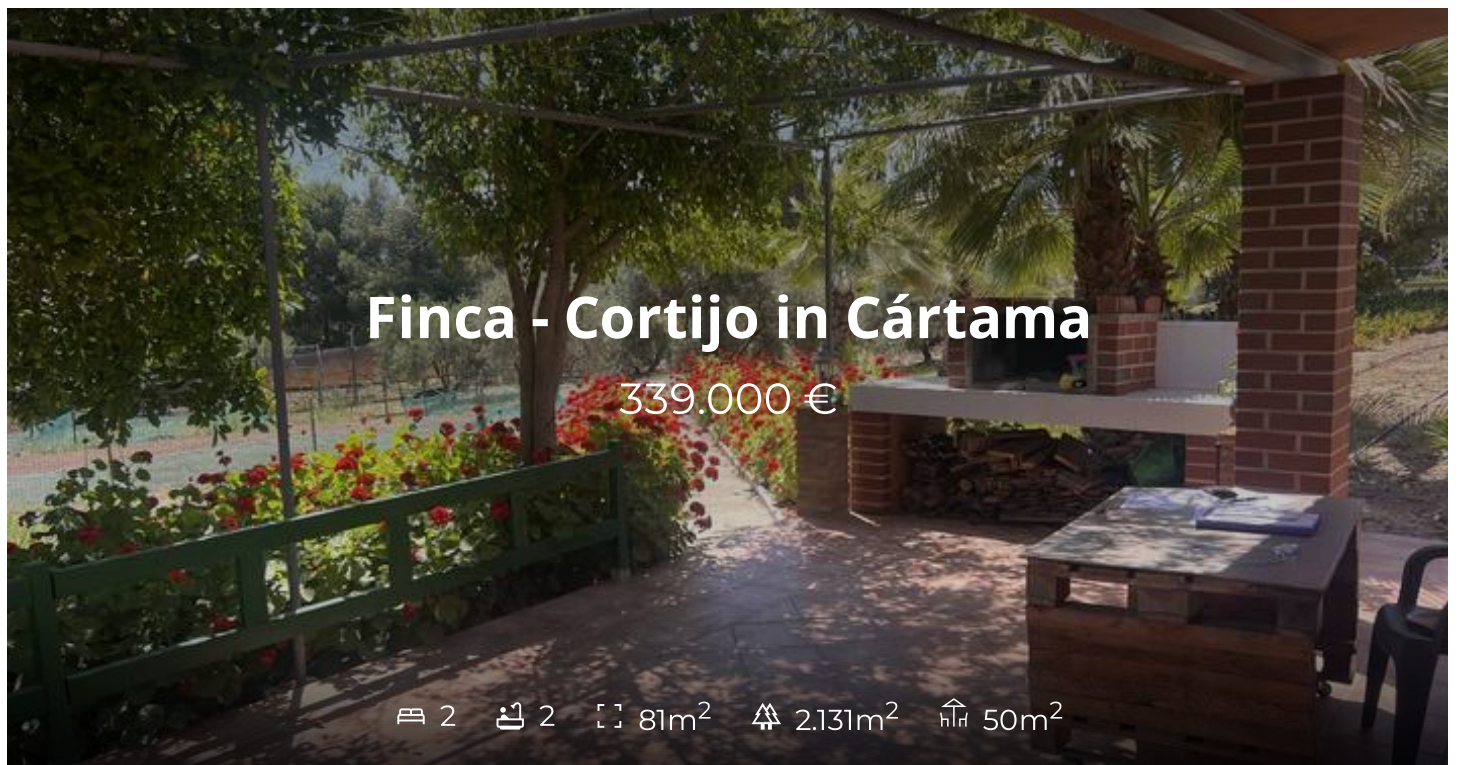 Finca - Cortijo in Cártama
339.000 €
2 2 81m² 2.131m² 50m²